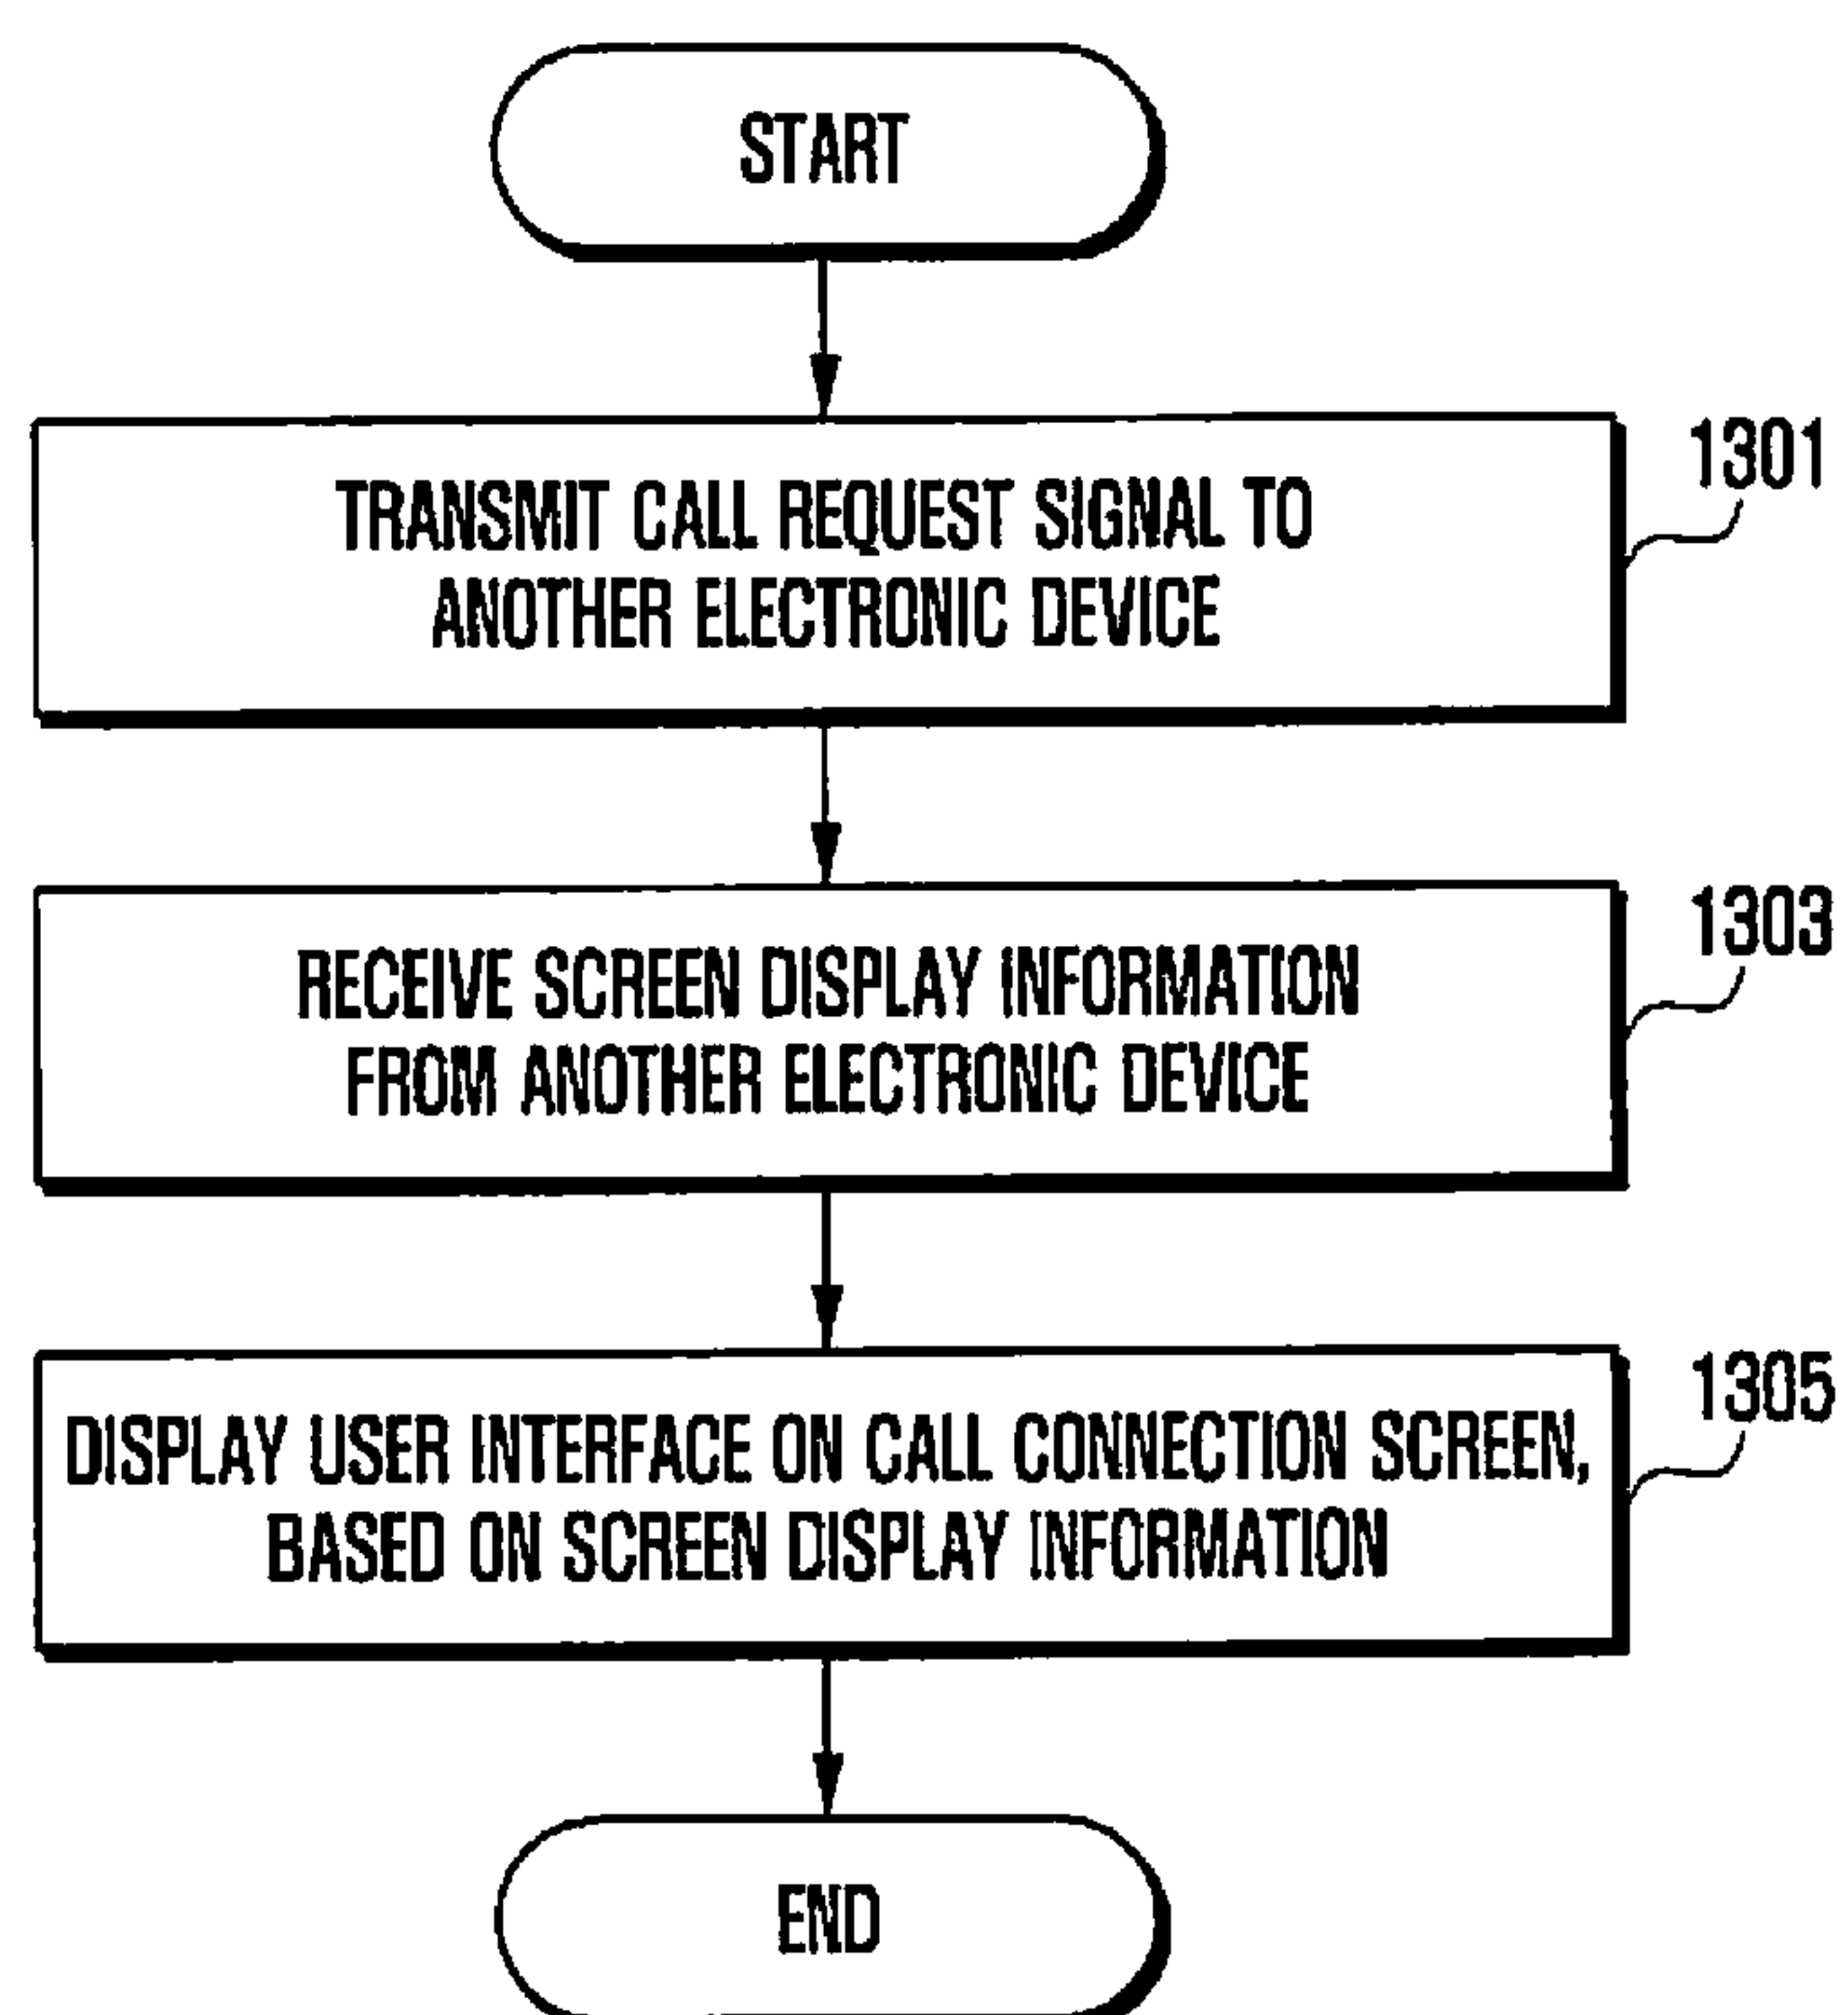 START
1301
TRANSMIT CALL REQUEST SIGNAL TO
ANOTHER ELECTRONIC DEVICE
1303
RECEIVE SCREEN DISPLAY INFORMATION
FROM ANOTHER ELECTRONIC DEVICE
1305
DISPLAY USER INTERFACE ON CALL CONNECTION SCREEN,
BASED ON SCREEN DISPLAY INFORMATION
END